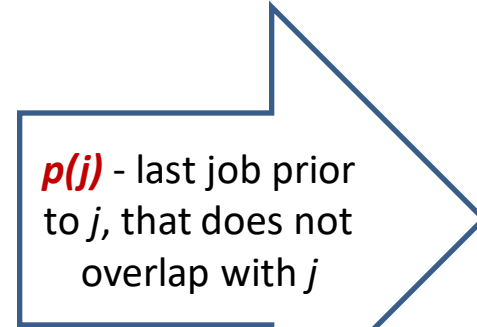 p(j) - last job prior
to j, that does not
overlap with j